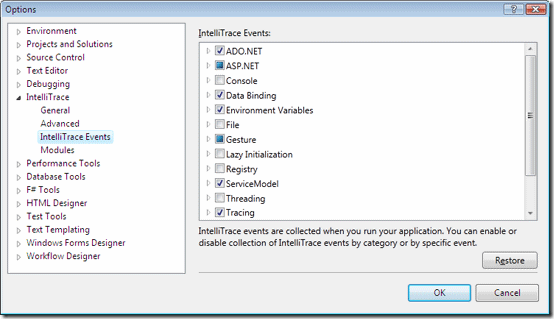 Options
Environment
Projects and Solutions
Source Control
Text Editor
Debugging
IntelliTrace
General
Advanced
IntelliTrace Events
Modules
Performance Tools
Database Tools
F# Tools
HTML Designer
Test Tools
Text Templating
Windows Forms Designer
Workflow Designer
IntelliTrace Events:
ADO.NET
ASP.NET
Console
Data Binding
Environment Variables
File
Gesture
Lazy Initialization
Registry
ServiceModel
Threading
Tracing
IntelliTrace events are collected when you run your application. You can enable or
disable collection of IntelliTrace events by category or by specific event.
Restore
OK
Cancel